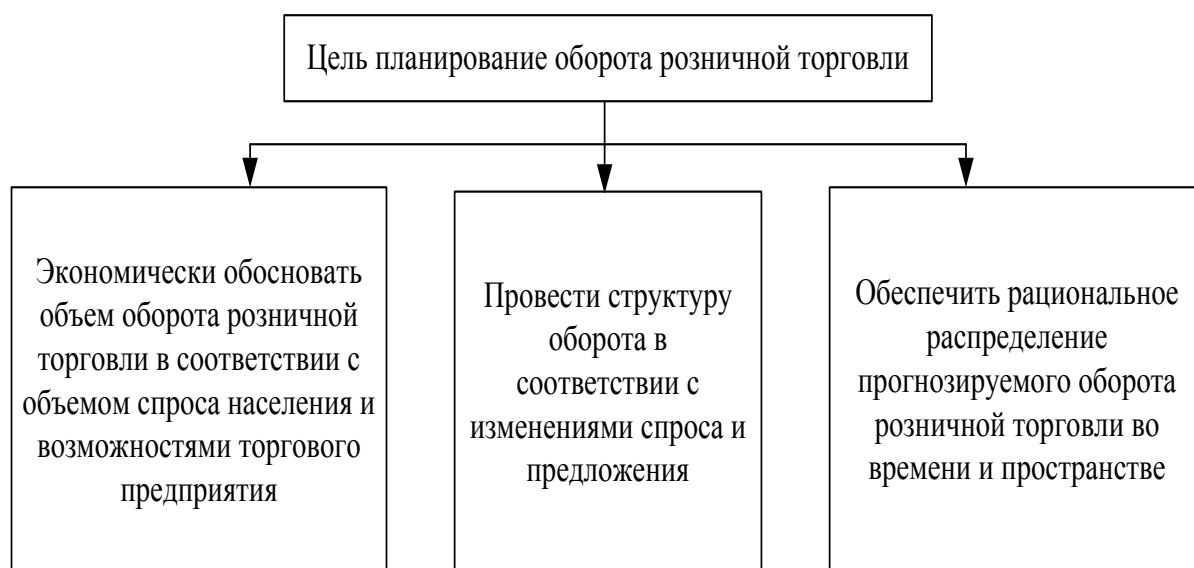 Цель планирование оборота розничной торговли
Экономически обосновать
объем оборота розничной
торговли в соответствии с
объемом спроса населения и
возможностями торгового
предприятия
Провести структуру
оборота в
соответствии с
изменениями спроса и
предложения
Обеспечить рациональное
распределение
прогнозируемого оборота
розничной торговли во
времени и пространстве